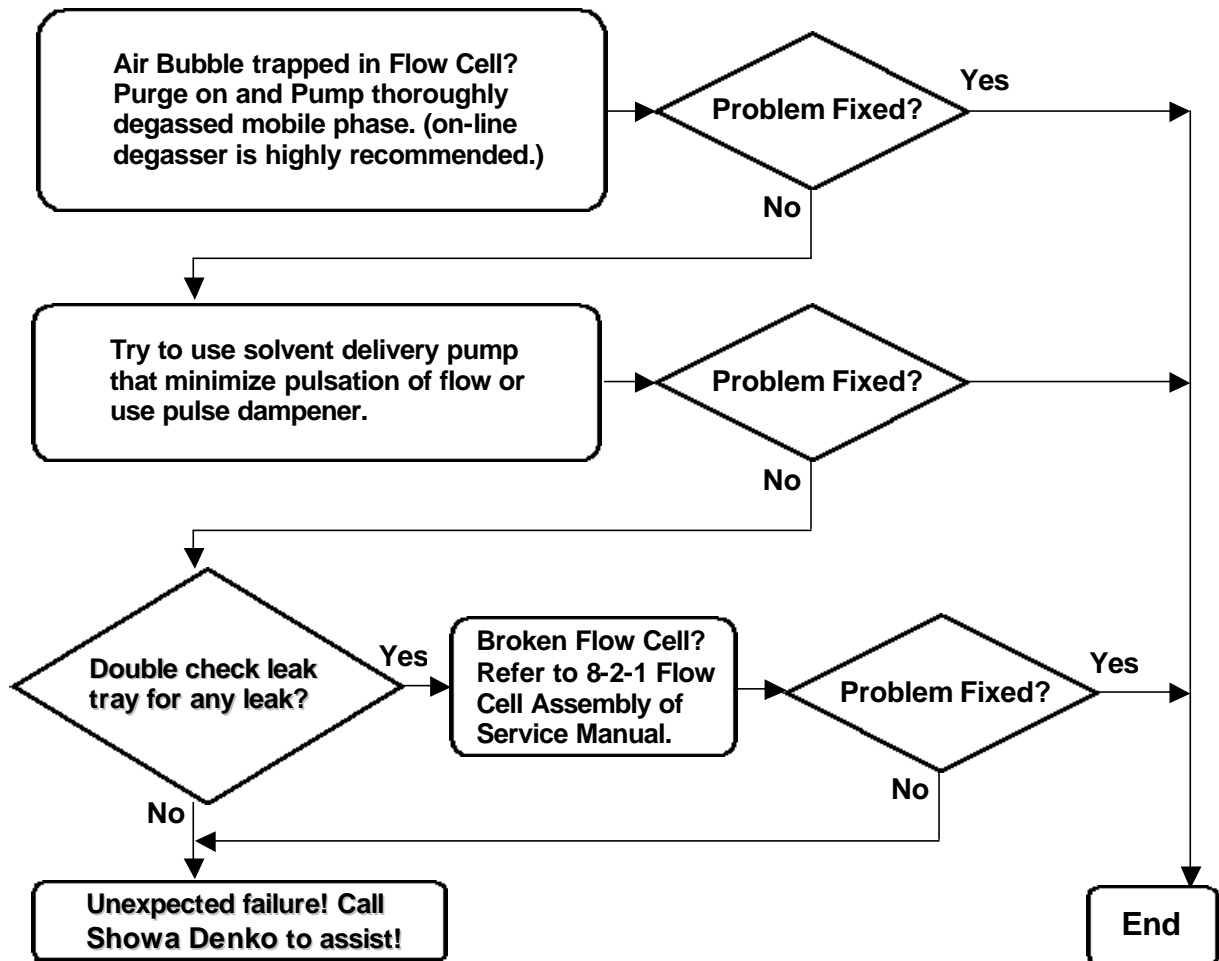 Air Bubble trapped in Flow Cell?
Purge on and Pump thoroughly
degassed mobile phase. (on-line
degasser is highly recommended.)
Problem Fixed?
Yes
No
Try to use solvent delivery pump
that minimize pulsation of flow or
use pulse dampener.
Problem Fixed?
No
Double check leak
tray for any leak?
Yes
Broken Flow Cell?
Refer to 8-2-1 Flow
Cell Assembly of
Service Manual.
Problem Fixed?
Yes
No
No
Unexpected failure! Call
Showa Denko to assist!
End